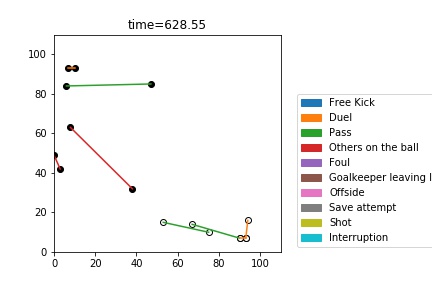 time=628.55
100
80
60
40
20
0
0 20 40 60 80 100
Free Kick
Duel
Pass
Others on the ball
Foul
Goalkeeper leaving l
Offside
Save attempt
Shot
Interruption